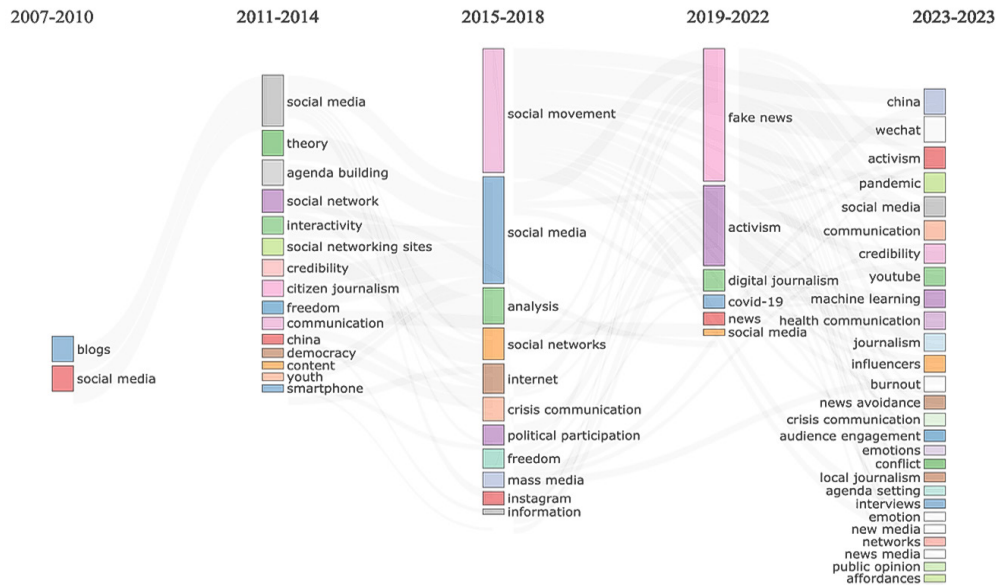 2007-2010
2011-2014
2015-2018
2019-2022
2023-2023
blogs
social media
social media
theory
agenda building
social network
interactivity
social networking sites
credibility
citizen journalism
freedom
communication
china
democracy
content
youth
smartphone
social movement
social media
analysis
social networks
internet
crisis communication
political participation
freedom
mass media
instagram
information
fake news
activism
digital journalism
covid-19
news
social media
china
wechat
activism
pandemic
social media
communication
credibility
youtube
machine learning
health communication
journalism
influencers
burnout
news avoidance
crisis communication
audience engagement
emotions
conflict
local journalism
agenda setting
interviews
emotion
new media
networks
news media
public opinion
affordances